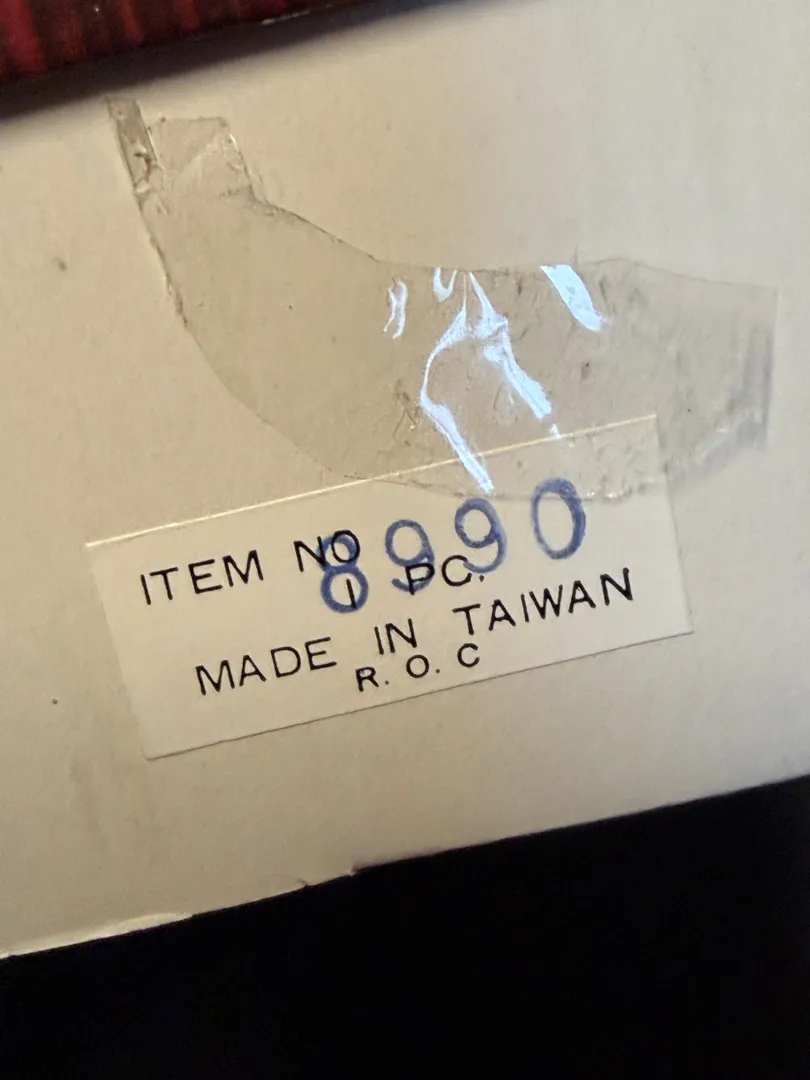 ITEM NO 8990
1 PC.
MADE IN TAIWAN
R. O. C